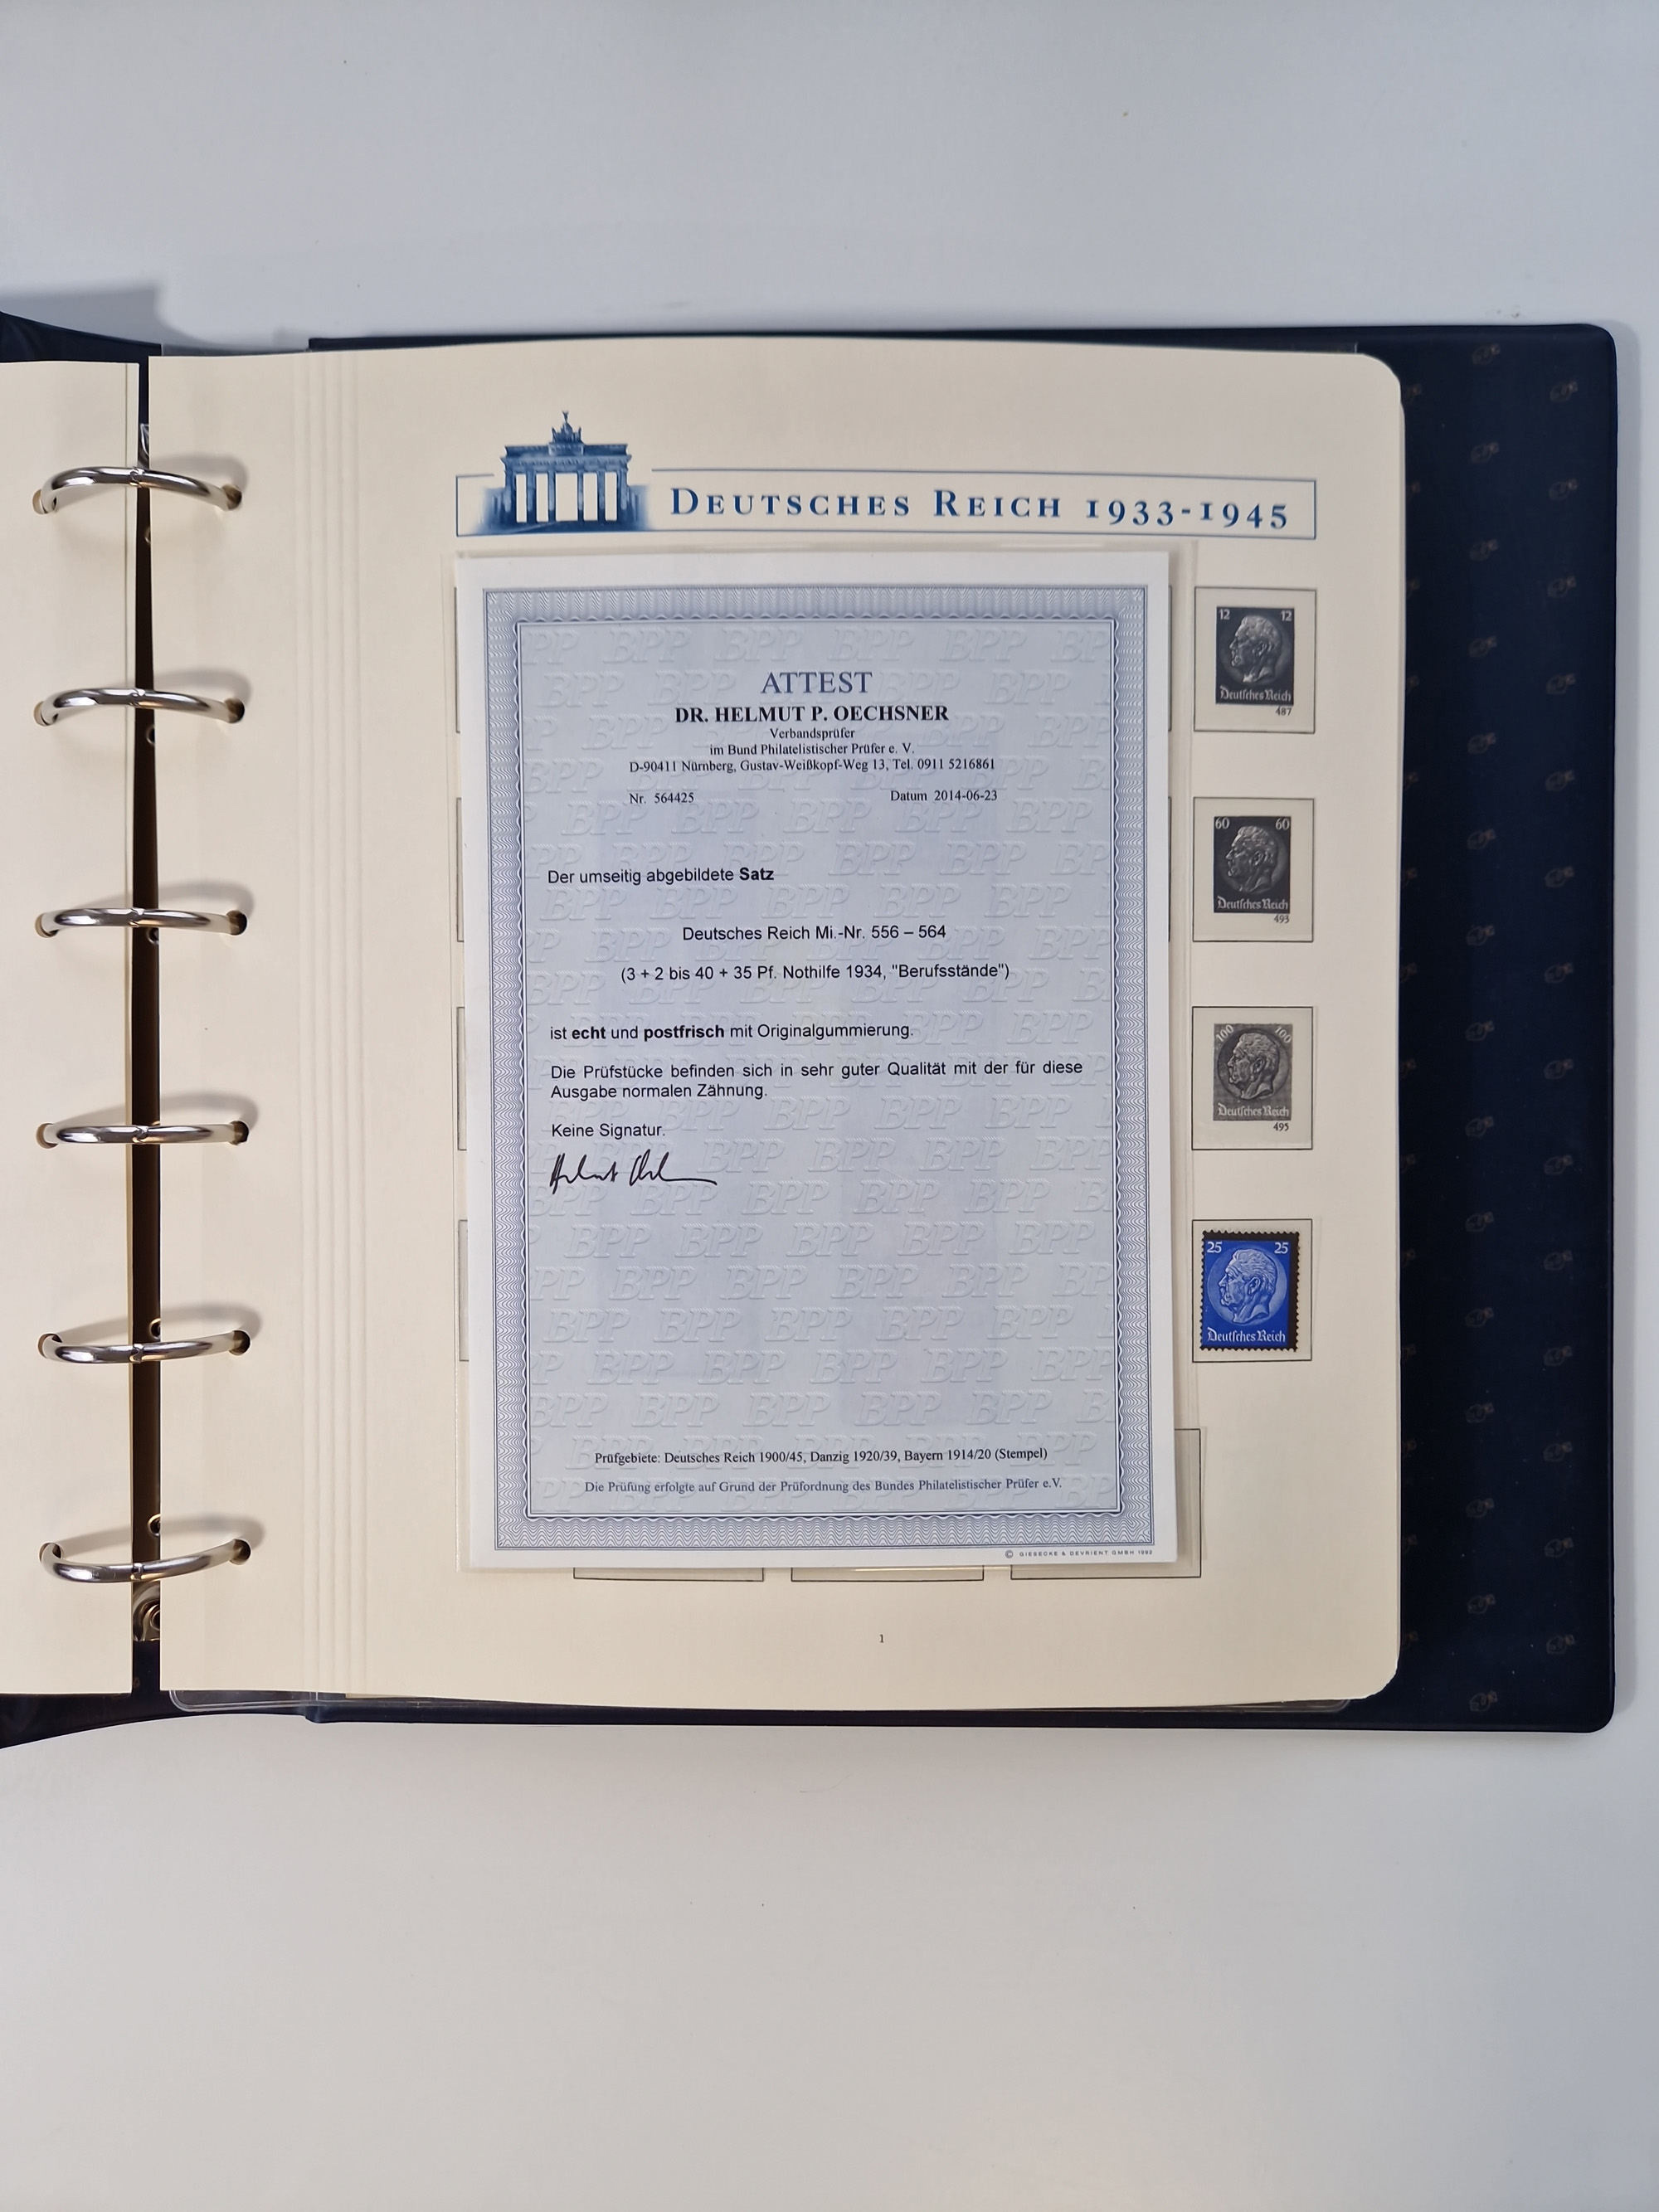 DEUTSCHES REICH 1933-1945
ATTEST
DR. HELMUT P. OECHSNER
Verbandsprüfer
im Bund Philatelistischer Prüfer e. V.
D-90411 Nürnberg, Gustav-Weißkopf-Weg 13, Tel. 0911 5216861
Nr. 564425 Datum 2014-06-23
Der umseitig abgebildete Satz
Deutsches Reich Mi.-Nr. 556 – 564
(3 + 2 bis 40 + 35 Pf. Nothilfe 1934, "Berufsstände")
ist echt und postfrisch mit Originalgummierung.
Die Prüfstücke befinden sich in sehr guter Qualität mit der für diese
Ausgabe normalen Zähnung.
Keine Signatur.
Prüfgebiete: Deutsches Reich 1900/45, Danzig 1920/39, Bayern 1914/20 (Stempel)
Die Prüfung erfolgte auf Grund der Prüfordnung des Bundes Philatelistischer Prüfer e.V.
© GIESECKE & DEVRIENT GMBH 1992
12 12
Deutsches Reich
487
60 60
Deutsches Reich
493
100 100
Deutsches Reich
495
25 25
Deutsches Reich
1